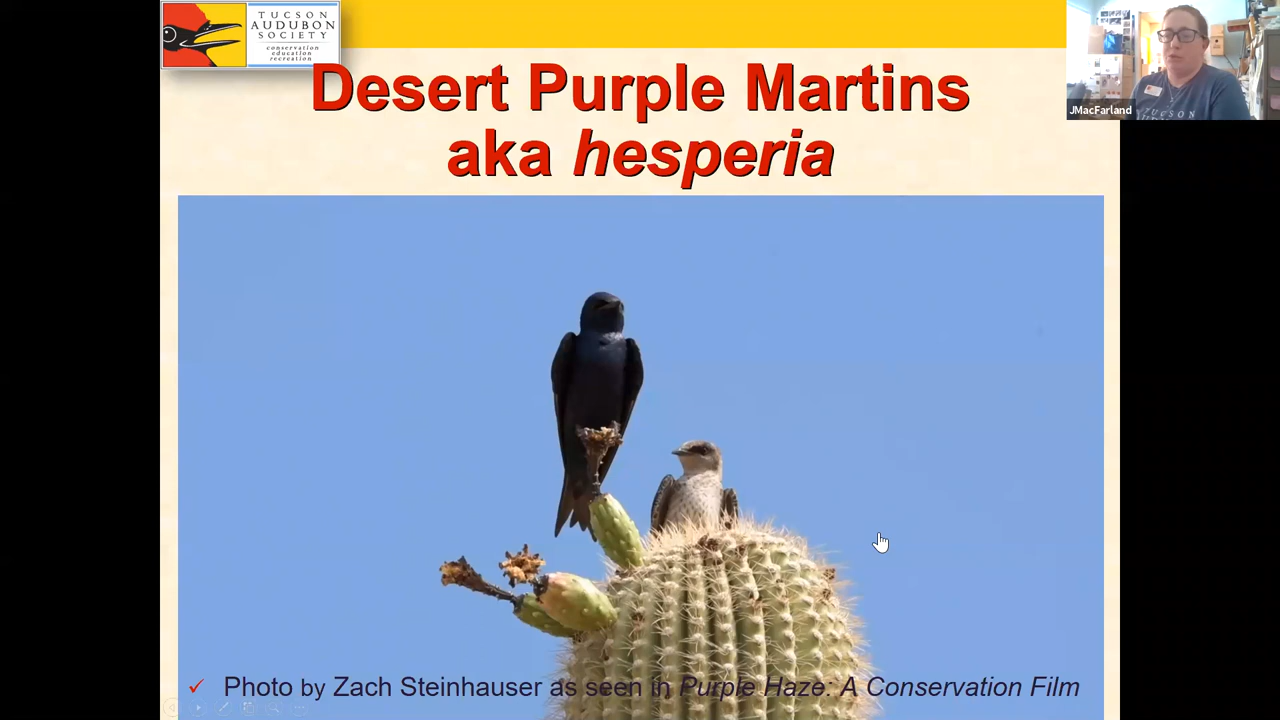 TUCSON
AUDUBON
SOCIETY
conservation
education
recreation
Desert Purple Martins
aka hesperia
JMacFarland
TUCSON
✓ Photo by Zach Steinhauser as seen in Purple Haze: A Conservation Film